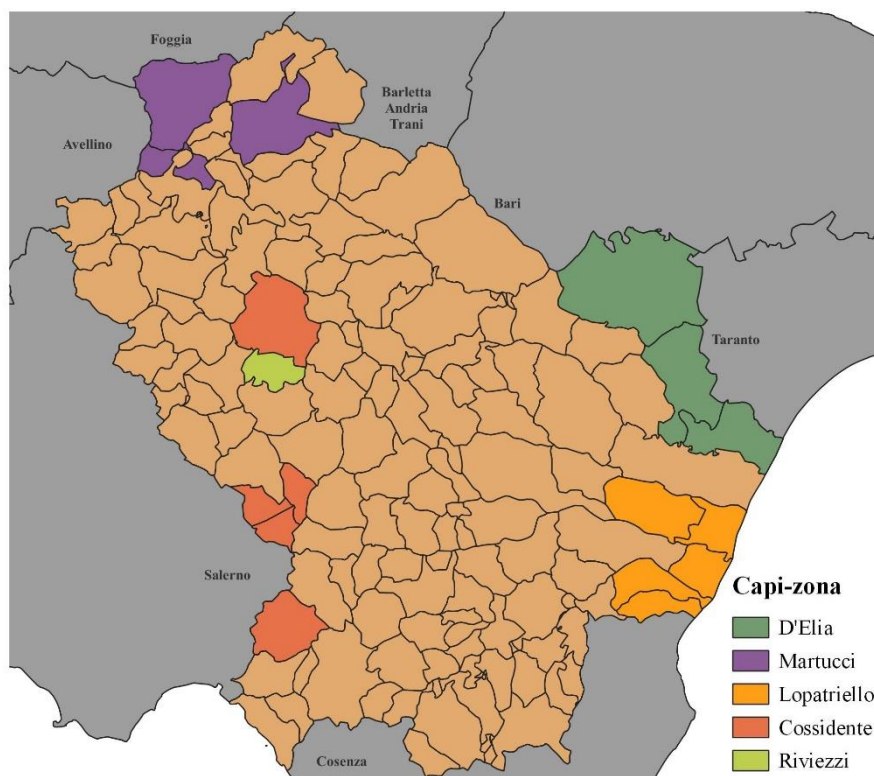 Foggia
Barletta
Andria
Trani
Avellino
Bari
Taranto
Salerno
Cosenza
Capi-zona
D'Elia
Martucci
Lopatriello
Cossidente
Riviezzi